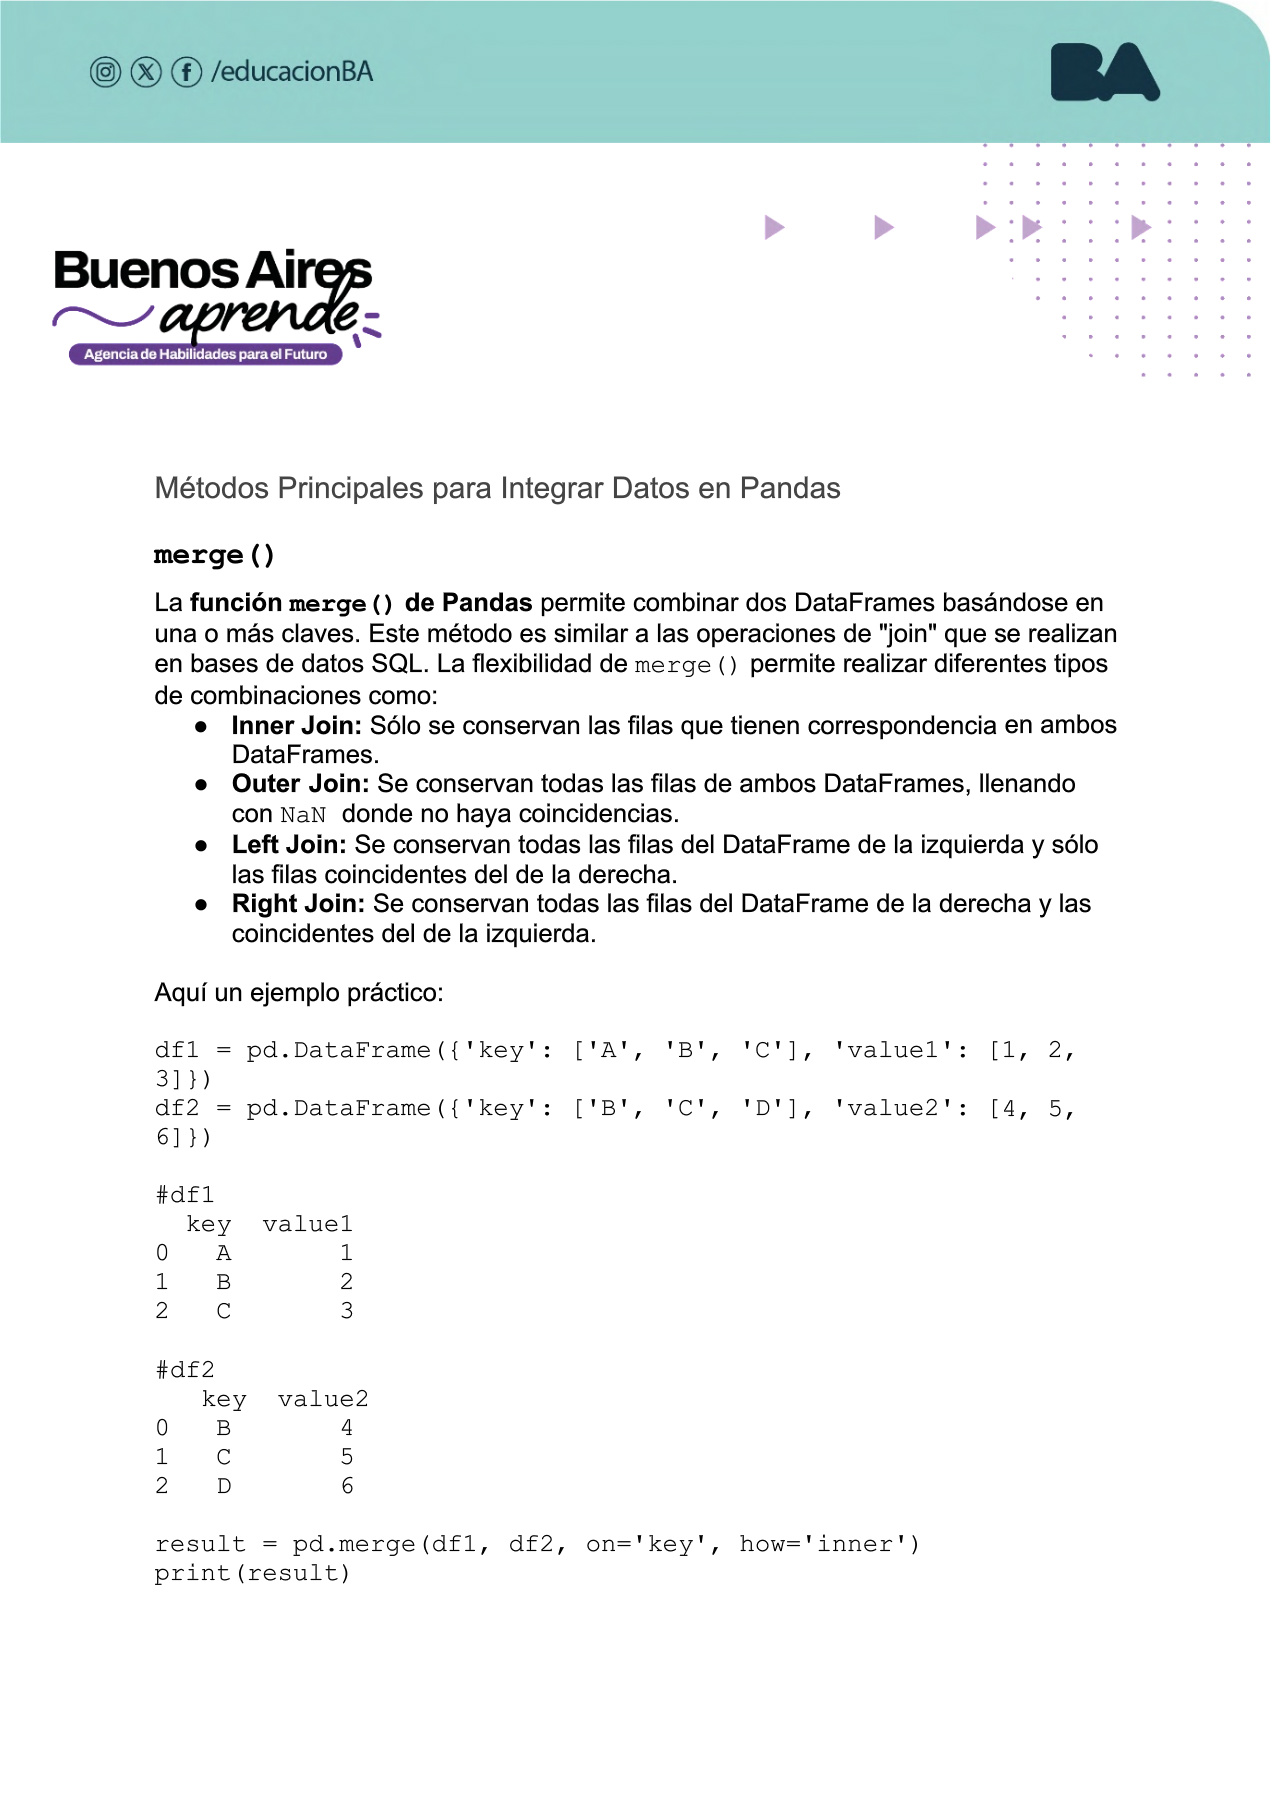 /educacionBA
BA
Buenos Aires
aprende
Agencia de Habilidades para el Futuro
Métodos Principales para Integrar Datos en Pandas
merge()
La función merge() de Pandas permite combinar dos DataFrames basándose en
una o más claves. Este método es similar a las operaciones de "join" que se realizan
en bases de datos SQL. La flexibilidad de merge() permite realizar diferentes tipos
de combinaciones como:
● Inner Join: Sólo se conservan las filas que tienen correspondencia en ambos
DataFrames.
● Outer Join: Se conservan todas las filas de ambos DataFrames, llenando
con NaN donde no haya coincidencias.
● Left Join: Se conservan todas las filas del DataFrame de la izquierda y sólo
las filas coincidentes del de la derecha.
● Right Join: Se conservan todas las filas del DataFrame de la derecha y las
coincidentes del de la izquierda.
Aquí un ejemplo práctico:
df1 = pd.DataFrame({'key': ['A', 'B', 'C'], 'value1': [1, 2,
3]})
df2 = pd.DataFrame({'key': ['B', 'C', 'D'], 'value2': [4, 5,
6]})
#df1
  key  value1
0   A       1
1   B       2
2   C       3
#df2
   key  value2
0   B       4
1   C       5
2   D       6
result = pd.merge(df1, df2, on='key', how='inner')
print(result)